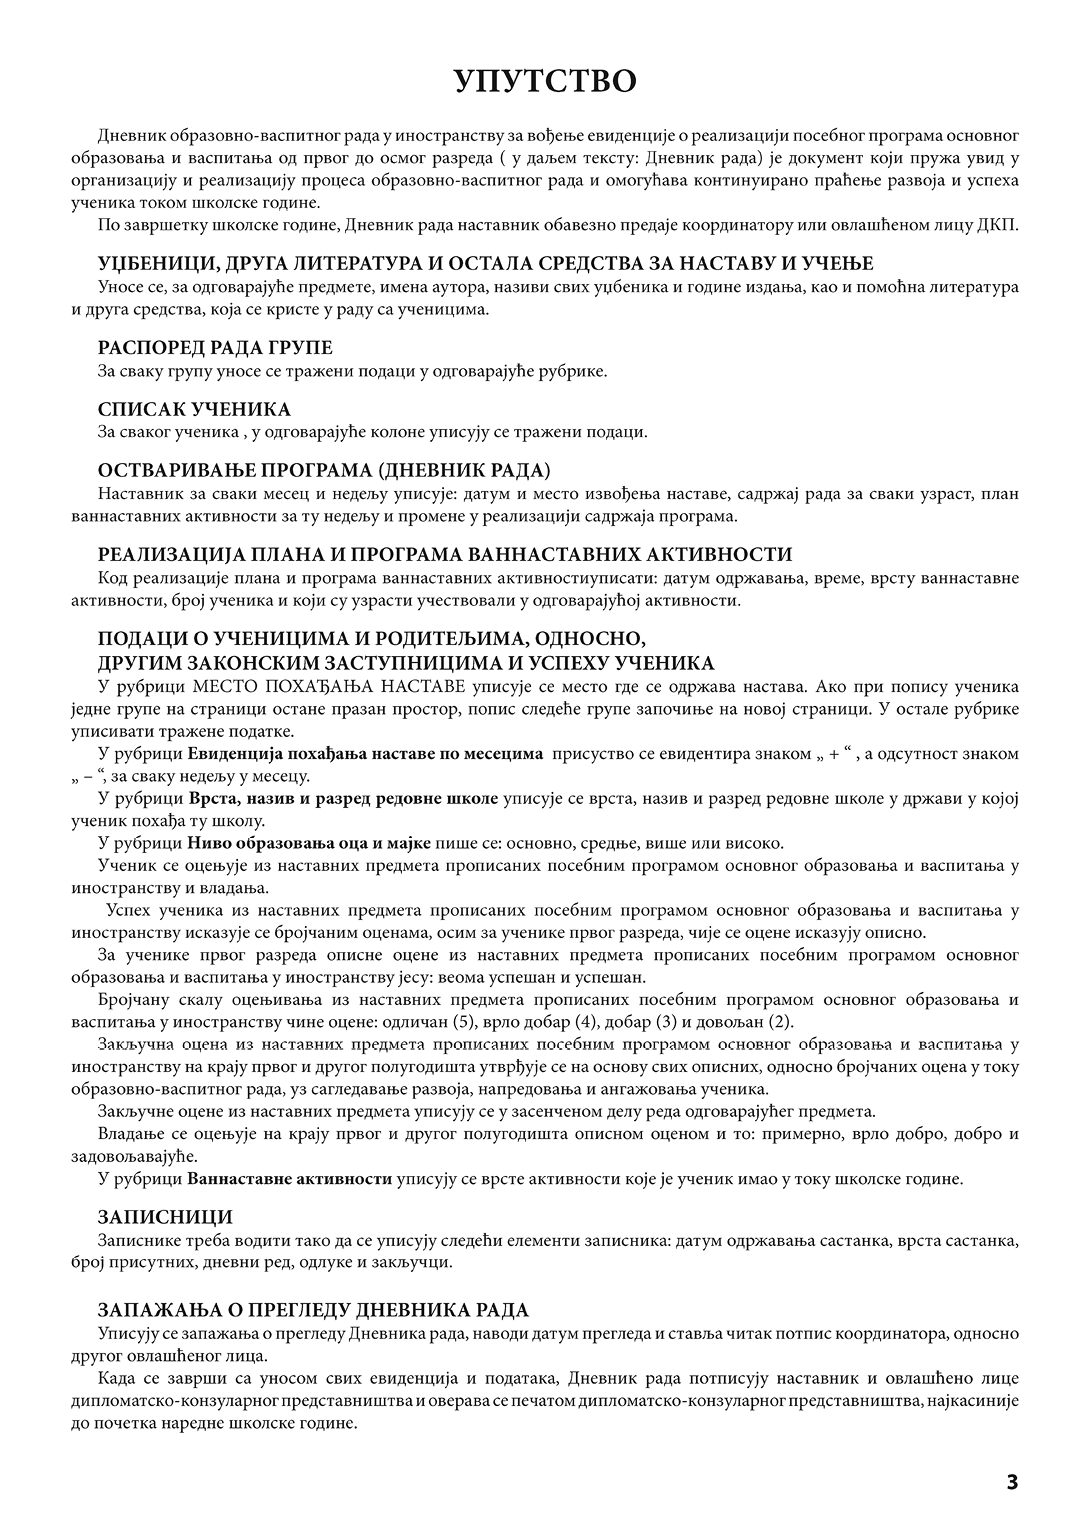 УПУТСТВО
Дневник образовно-васпитног рада у иностранству за вођење евиденције о реализацији посебног програма основног
образовања и васпитања од првог до осмог разреда ( у даљем тексту: Дневник рада) је документ који пружа увид у
организацију и реализацију процеса образовно-васпитног рада и омогућава континуирано праћење развоја и успеха
ученика током школске године.
По завршетку школске године, Дневник рада наставник обавезно предаје координатору или овлашћеном лицу ДКП.
УЏБЕНИЦИ, ДРУГА ЛИТЕРАТУРА И ОСТАЛА СРЕДСТВА ЗА НАСТАВУ И УЧЕЊЕ
Уносе се, за одговарајуће предмете, имена аутора, називи свих уџбеника и године издања, као и помоћна литература
и друга средства, која се кристе у раду са ученицима.
РАСПОРЕД РАДА ГРУПЕ
За сваку групу уносе се тражени подаци у одговарајуће рубрике.
СПИСАК УЧЕНИКА
За сваког ученика , у одговарајуће колоне уписују се тражени подаци.
ОСТВАРИВАЊЕ ПРОГРАМА (ДНЕВНИК РАДА)
Наставник за сваки месец и недељу уписује: датум и место извођења наставе, садржај рада за сваки узраст, план
ваннаставних активности за ту недељу и промене у реализацији садржаја програма.
РЕАЛИЗАЦИЈА ПЛАНА И ПРОГРАМА ВАННАСТАВНИХ АКТИВНОСТИ
Код реализације плана и програма ваннаставних активностиуписати: датум одржавања, време, врсту ваннаставне
активности, број ученика и који су узрасти учествовали у одговарајућој активности.
ПОДАЦИ О УЧЕНИЦИМА И РОДИТЕЉИМА, ОДНОСНО,
ДРУГИМ ЗАКОНСКИМ ЗАСТУПНИЦИМА И УСПЕХУ УЧЕНИКА
У рубрици МЕСТО ПОХАЂАЊА НАСТАВЕ уписује се место где се одржава настава. Ако при попису ученика
једне групе на страници остане празан простор, попис следеће групе започиње на новој страници. У остале рубрике
уписивати тражене податке.
У рубрици Евиденција похађања наставе по месецима присуство се евидентира знаком „ + “ , а одсутност знаком
„ – “, за сваку недељу у месецу.
У рубрици Врста, назив и разред редовне школе уписује се врста, назив и разред редовне школе у држави у којој
ученик похађа ту школу.
У рубрици Ниво образовања оца и мајке пише се: основно, средње, више или високо.
Ученик се оцењује из наставних предмета прописаних посебним програмом основног образовања и васпитања у
иностранству и владања.
Успех ученика из наставних предмета прописаних посебним програмом основног образовања и васпитања у
иностранству исказује се бројчаним оценама, осим за ученике првог разреда, чије се оцене исказују описно.
За ученике првог разреда описне оцене из наставних предмета прописаних посебним програмом основног
образовања и васпитања у иностранству јесу: веома успешан и успешан.
Бројчану скалу оцењивања из наставних предмета прописаних посебним програмом основног образовања и
васпитања у иностранству чине оцене: одличан (5), врло добар (4), добар (3) и довољан (2).
Закључна оцена из наставних предмета прописаних посебним програмом основног образовања и васпитања у
иностранству на крају првог и другог полугодишта утврђује се на основу свих описних, односно бројчаних оцена у току
образовно-васпитног рада, уз сагледавање развоја, напредовања и ангажовања ученика.
Закључне оцене из наставних предмета уписују се у засенченом делу реда одговарајућег предмета.
Владање се оцењује на крају првог и другог полугодишта описном оценом и то: примерно, врло добро, добро и
задовољавајуће.
У рубрици Ваннаставне активности уписују се врсте активности које је ученик имао у току школске године.
ЗАПИСНИЦИ
Записнике треба водити тако да се уписују следећи елементи записника: датум одржавања састанка, врста састанка,
број присутних, дневни ред, одлуке и закључци.
ЗАПАЖАЊА О ПРЕГЛЕДУ ДНЕВНИКА РАДА
Уписују се запажања о прегледу Дневника рада, наводи датум прегледа и ставља читак потпис координатора, односно
другог овлашћеног лица.
Када се заврши са уносом свих евиденција и података, Дневник рада потписују наставник и овлашћено лице
дипломатско-конзуларног представништва и оверава се печатом дипломатско-конзуларног представништва, најкасиније
до почетка наредне школске године.
3